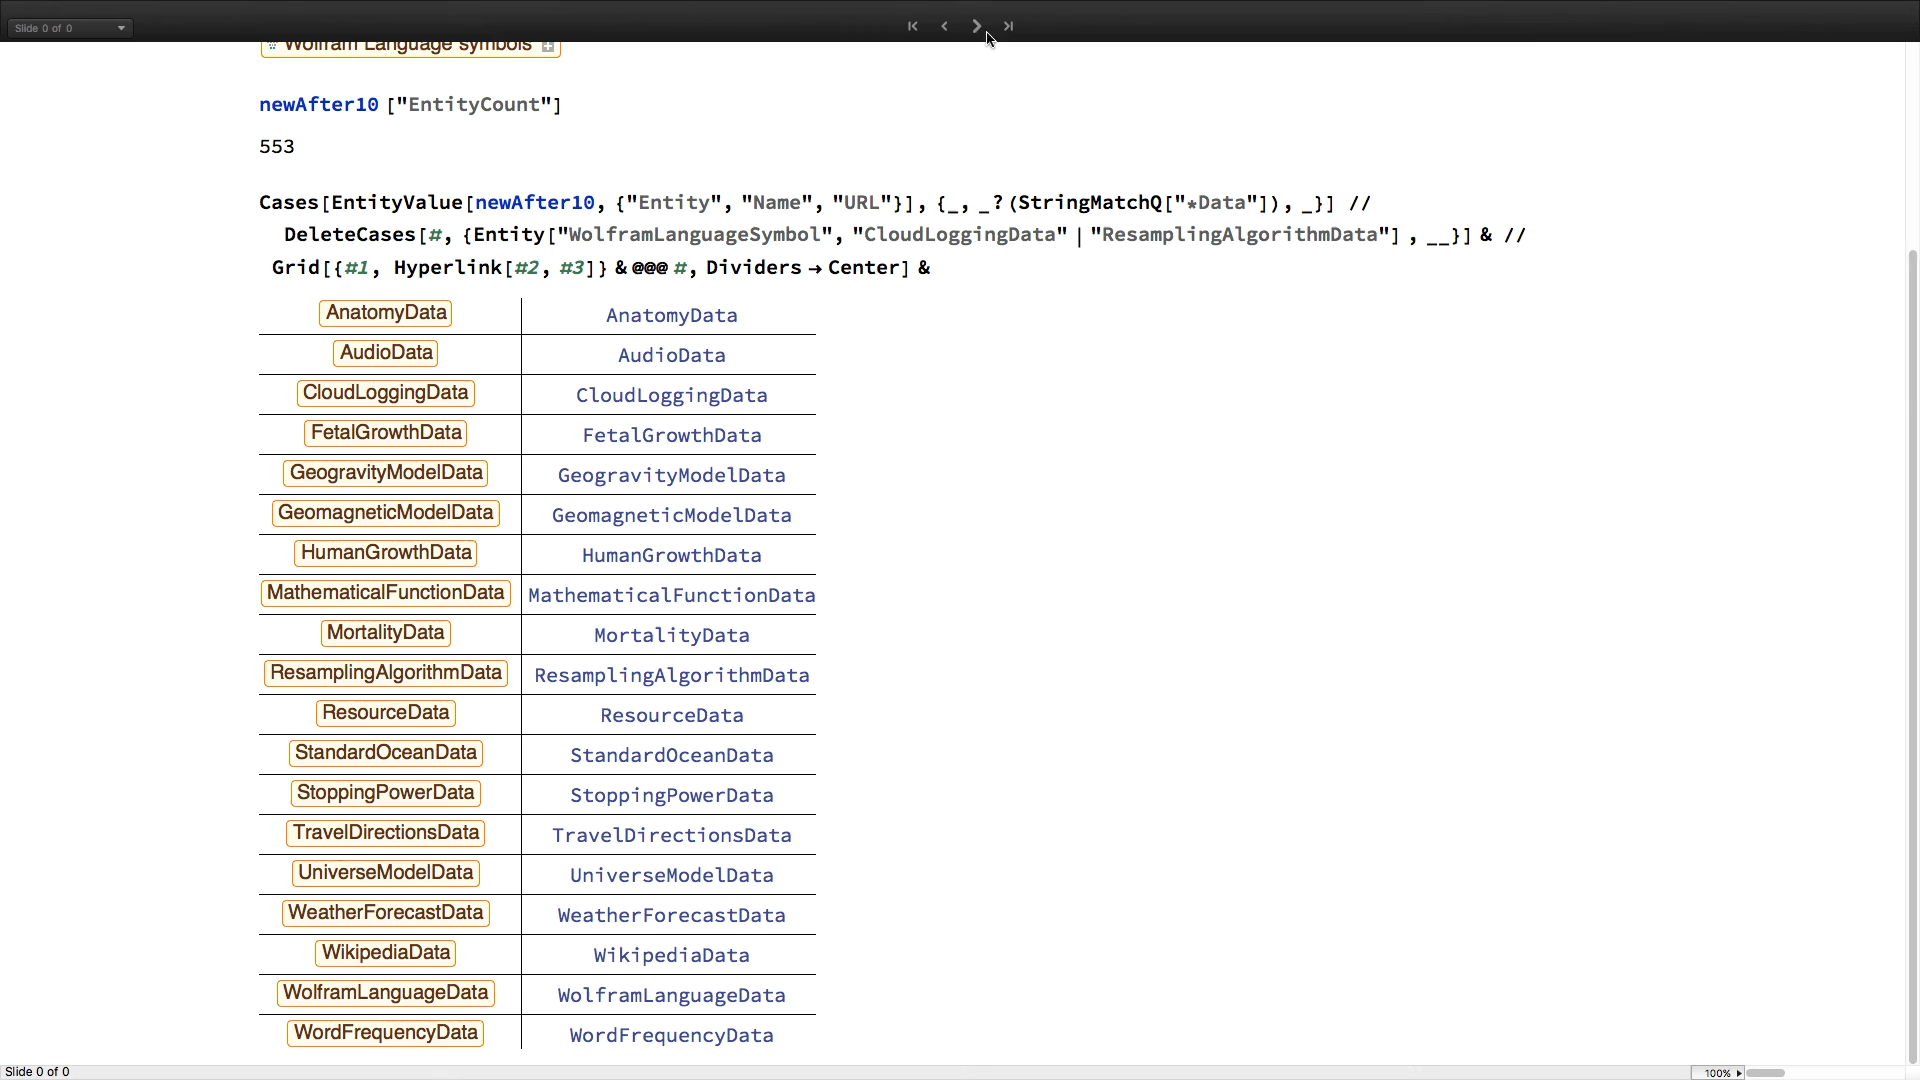 Slide 0 of 0
Wolfram Language symbols
newAfter10 ["EntityCount"]
553
Cases[EntityValue[newAfter10, {"Entity", "Name", "URL"}], {_, _?(StringMatchQ["*Data"]), _}] //
DeleteCases[#, {Entity["WolframLanguageSymbol", "CloudLoggingData" | "ResamplingAlgorithmData"] , __}] & //
Grid[{#1, Hyperlink[#2, #3]} & @@@ #, Dividers → Center] &
AnatomyData AnatomyData
AudioData AudioData
CloudLoggingData CloudLoggingData
FetalGrowthData FetalGrowthData
GeogravityModelData GeogravityModelData
GeomagneticModelData GeomagneticModelData
HumanGrowthData HumanGrowthData
MathematicalFunctionData MathematicalFunctionData
MortalityData MortalityData
ResamplingAlgorithmData ResamplingAlgorithmData
ResourceData ResourceData
StandardOceanData StandardOceanData
StoppingPowerData StoppingPowerData
TravelDirectionsData TravelDirectionsData
UniverseModelData UniverseModelData
WeatherForecastData WeatherForecastData
WikipediaData WikipediaData
WolframLanguageData WolframLanguageData
WordFrequencyData WordFrequencyData
Slide 0 of 0
100%